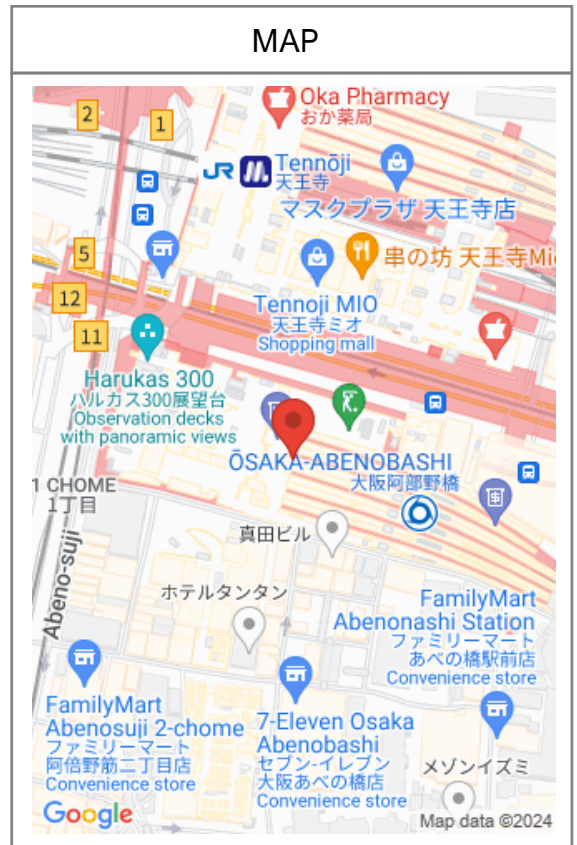 MAP
2
1
Oka Pharmacy
おか薬局
JR
Tennōji
天王寺
マスクプラザ 天王寺店
5
串の坊 天王寺Mi
12
Tennoji MIO
天王寺ミオ
Shopping mall
11
Harukas 300
ハルカス300展望台
Observation decks
with panoramic views
ŌSAKA-ABENOBASHI
大阪阿部野橋
1 CHOME
1丁目
真田ビル
Abeno-suji
ホテルタンタン
FamilyMart
Abenonashi Station
ファミリーマート
あべの橋駅前店
Convenience store
FamilyMart
Abenosuji 2-chome
ファミリーマート
阿倍野筋二丁目店
Convenience store
7-Eleven Osaka
Abenobashi
セブン-イレブン
大阪あべの橋店
Convenience store
メゾンイズミ
Google
Map data ©2024